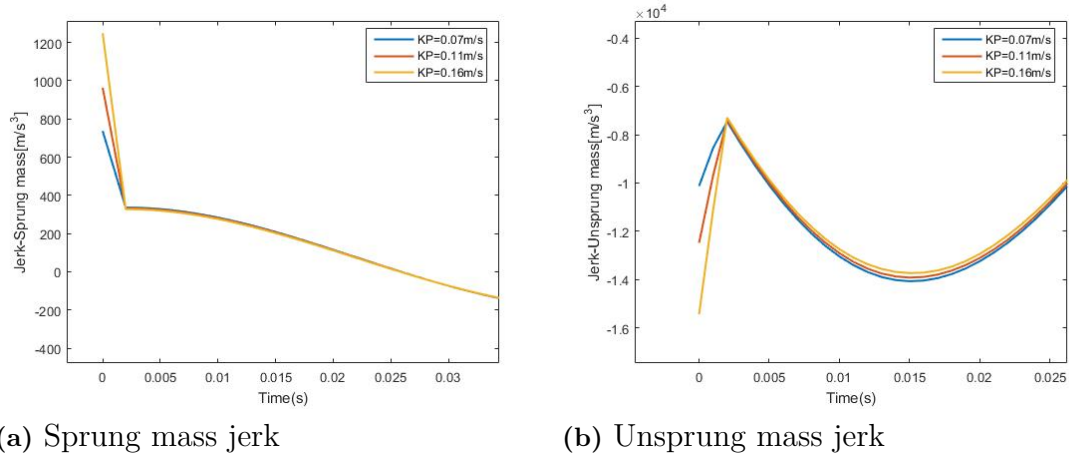 1200
1000
800
600
400
200
0
-200
-400
Jerk-Sprung mass[m/s³]
KP=0.07m/s
KP=0.11m/s
KP=0.16m/s
0 0.005 0.01 0.015 0.02 0.025 0.03
Time(s)
(a) Sprung mass jerk
×10⁴
-0.4
-0.6
-0.8
-1
-1.2
-1.4
-1.6
Jerk-Unsprung mass[m/s³]
KP=0.07m/s
KP=0.11m/s
KP=0.16m/s
0 0.005 0.01 0.015 0.02 0.025
Time(s)
(b) Unsprung mass jerk